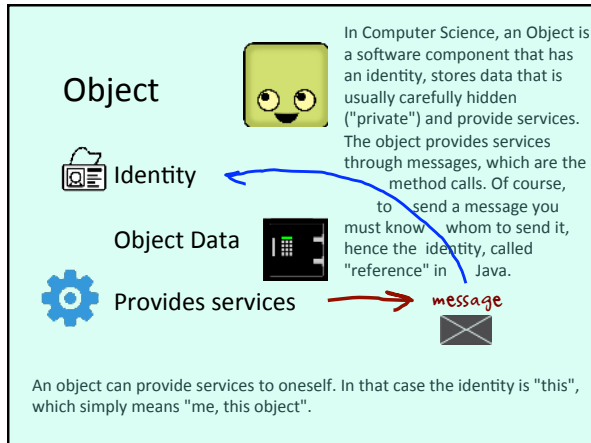 Object
In Computer Science, an Object is
a software component that has
an identity, stores data that is
usually carefully hidden
("private") and provide services.
The object provides services
through messages, which are the
method calls. Of course,
to send a message you
must know whom to send it,
hence the identity, called
"reference" in Java.
Identity
Object Data
Provides services
message
An object can provide services to oneself. In that case the identity is "this",
which simply means "me, this object".